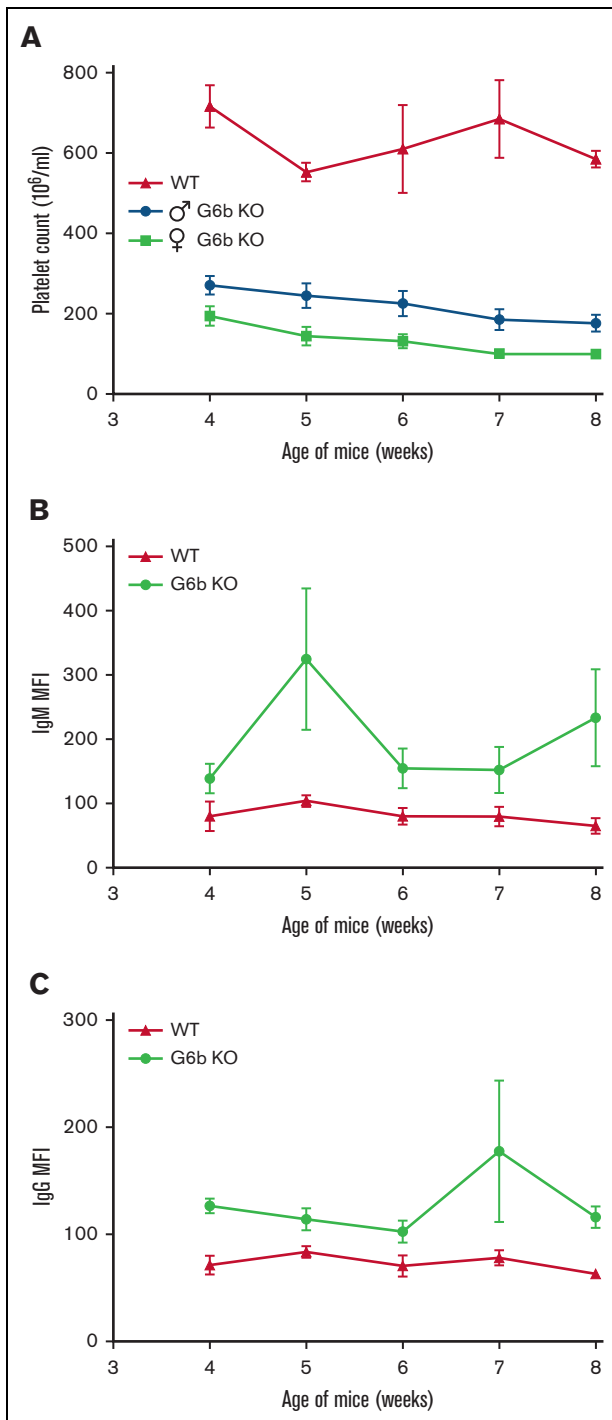 A
800
600
400
200
0
Platelet count (10⁶/ml)
WT
♂ G6b KO
♀ G6b KO
3 4 5 6 7 8
Age of mice (weeks)
B
500
400
300
200
100
0
IgM MFI
WT
G6b KO
3 4 5 6 7 8
Age of mice (weeks)
C
300
200
100
0
IgG MFI
WT
G6b KO
3 4 5 6 7 8
Age of mice (weeks)